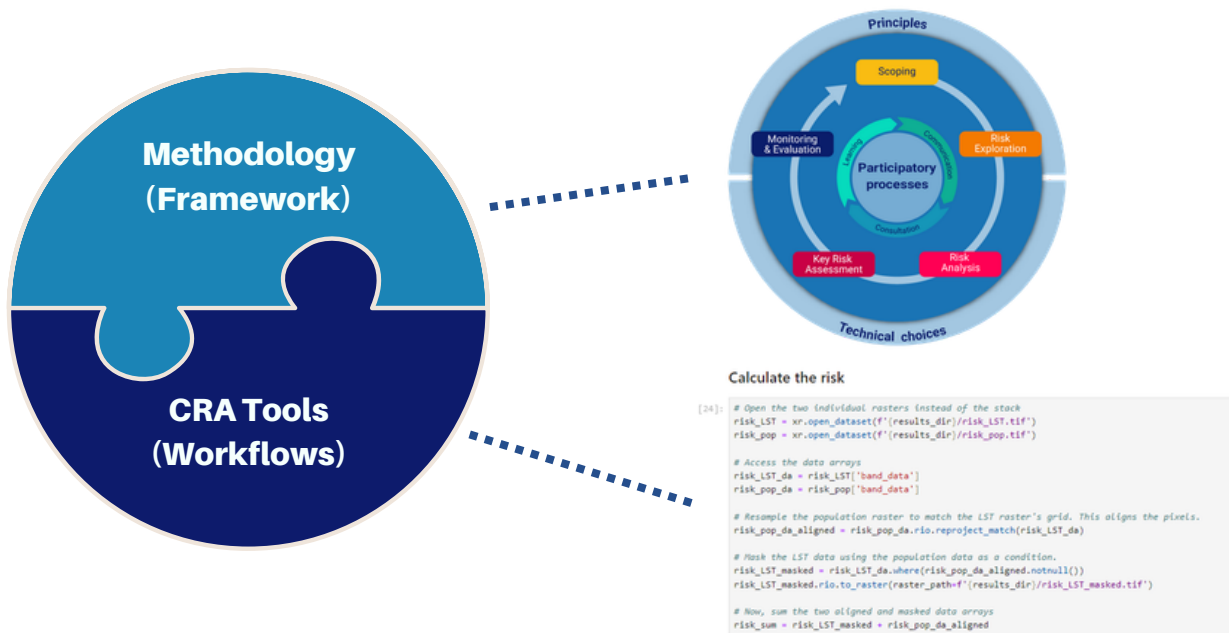 Methodology
(Framework)
CRA Tools
(Workflows)
Principles
Scoping
Monitoring
& Evaluation
Risk
Exploration
Learning
Communication
Participatory
processes
Consultation
Key Risk
Assessment
Risk
Analysis
Technical choices
Calculate the risk
[24]:
# Open the two individual rasters instead of the stack
risk_LST = xr.open_dataset(f'{results_dir}/risk_LST.tif')
risk_pop = xr.open_dataset(f'{results_dir}/risk_pop.tif')
# Access the data arrays
risk_LST_da = risk_LST['band_data']
risk_pop_da = risk_pop['band_data']
# Resample the population raster to match the LST raster's grid. This aligns the pixels.
risk_pop_da_aligned = risk_pop_da.rio.reproject_match(risk_LST_da)
# Mask the LST data using the population data as a condition.
risk_LST_masked = risk_LST_da.where(risk_pop_da_aligned.notnull())
risk_LST_masked.rio.to_raster(raster_path=f'{results_dir}/risk_LST_masked.tif')
# Now, sum the two aligned and masked data arrays
risk_sum = risk_LST_masked + risk_pop_da_aligned